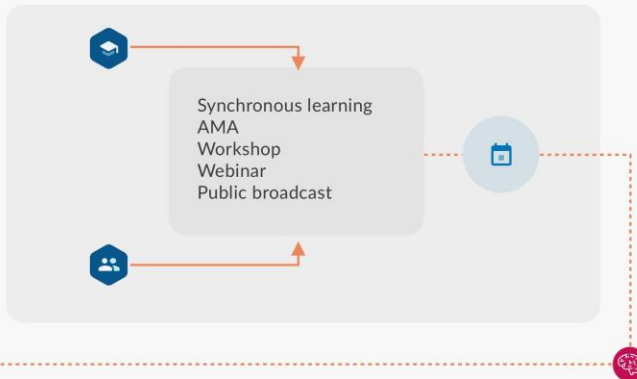 Synchronous learning
AMA
Workshop
Webinar
Public broadcast